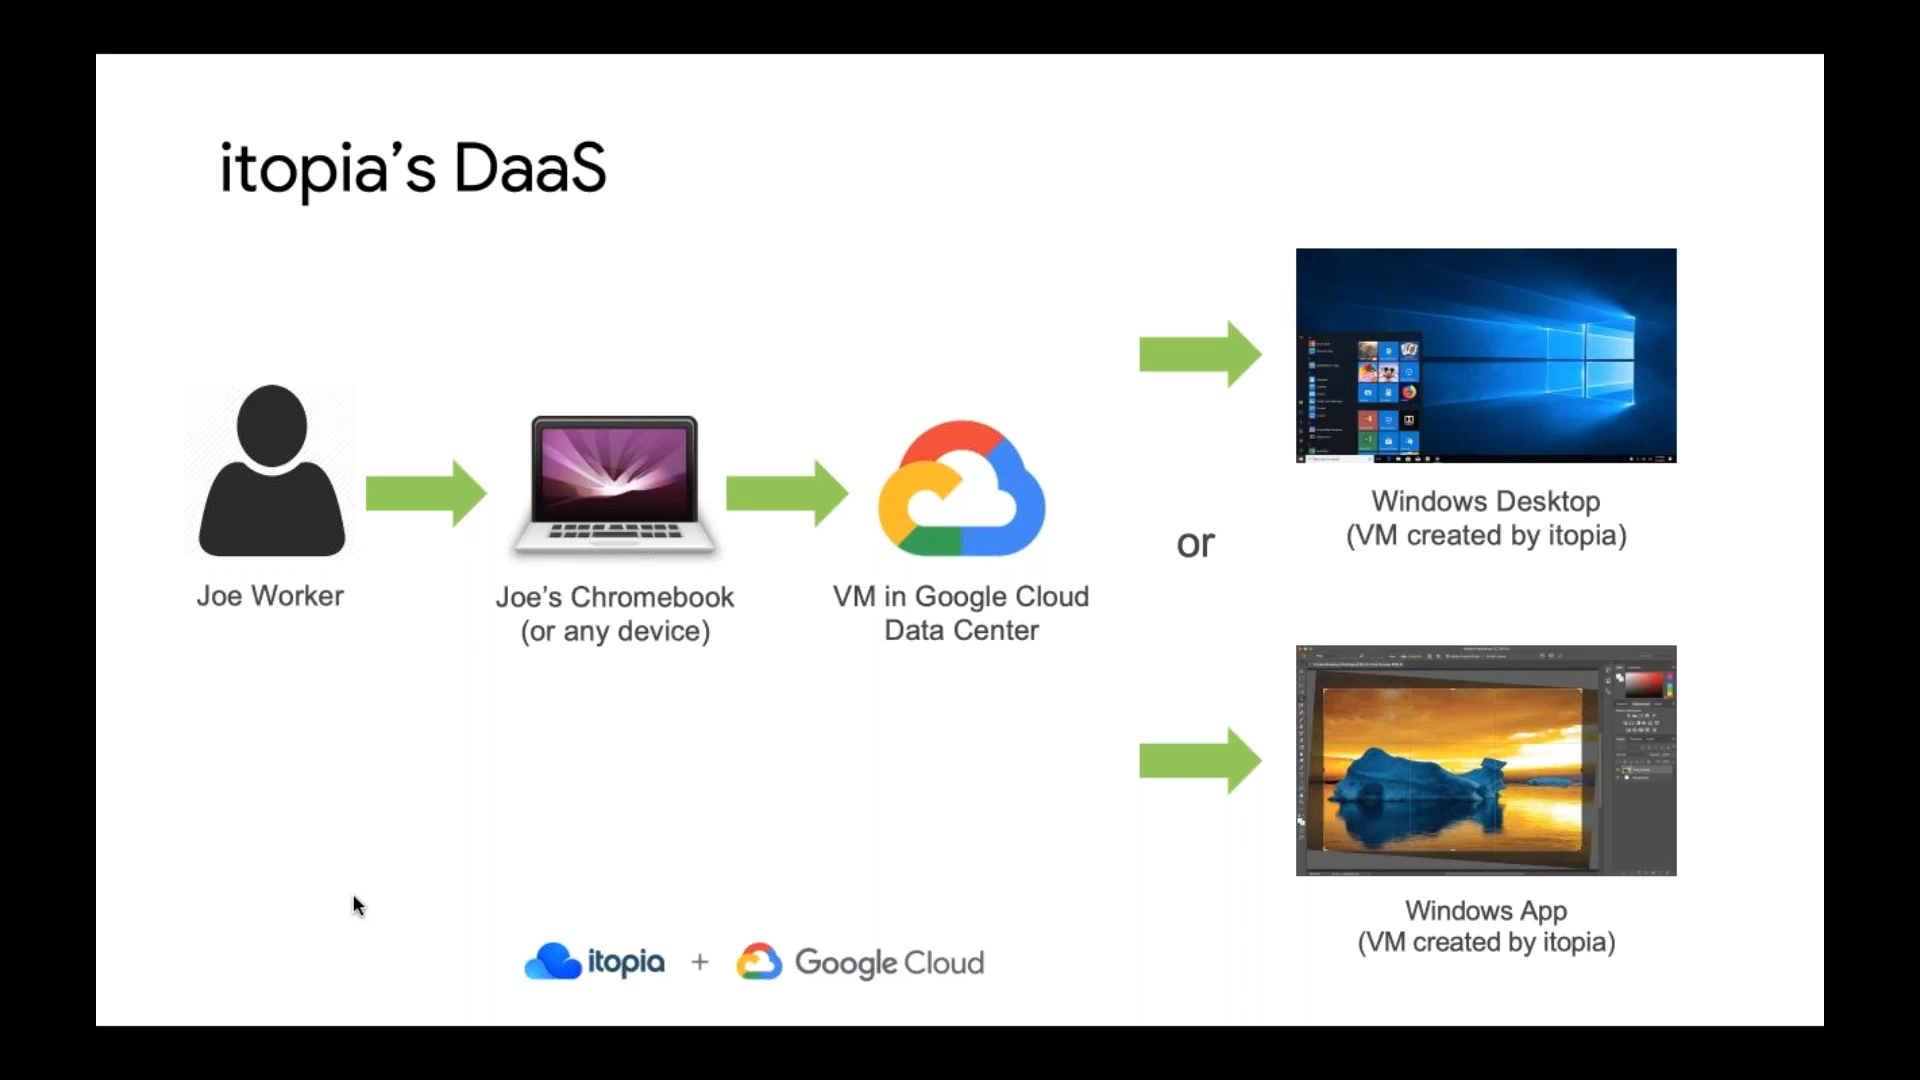 itopia’s DaaS
Joe Worker
Joe’s Chromebook
(or any device)
VM in Google Cloud
Data Center
or
Windows Desktop
(VM created by itopia)
Windows App
(VM created by itopia)
itopia + Google Cloud